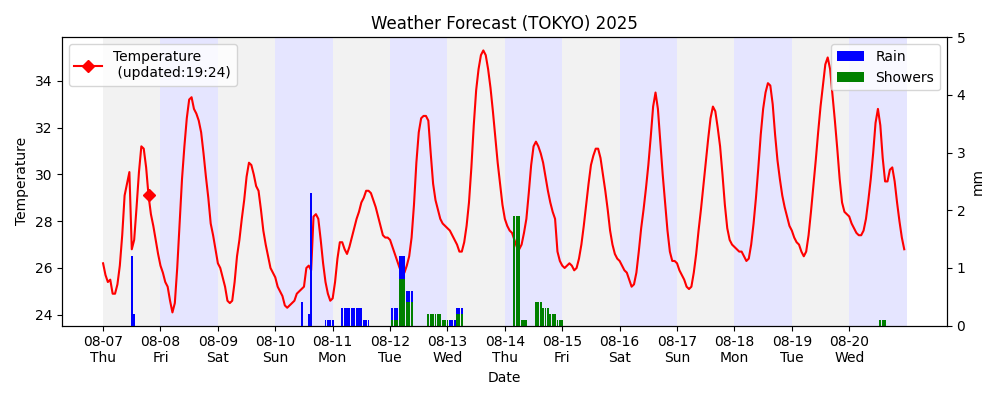 Weather Forecast (TOKYO) 2025
Temperature
(updated:19:24)
Rain
Showers
Temperature
34
32
30
28
26
24
5
4
3
2
1
0
mm
08-07 08-08 08-09 08-10 08-11 08-12 08-13 08-14 08-15 08-16 08-17 08-18 08-19 08-20
Thu Fri Sat Sun Mon Tue Wed Thu Fri Sat Sun Mon Tue Wed
Date